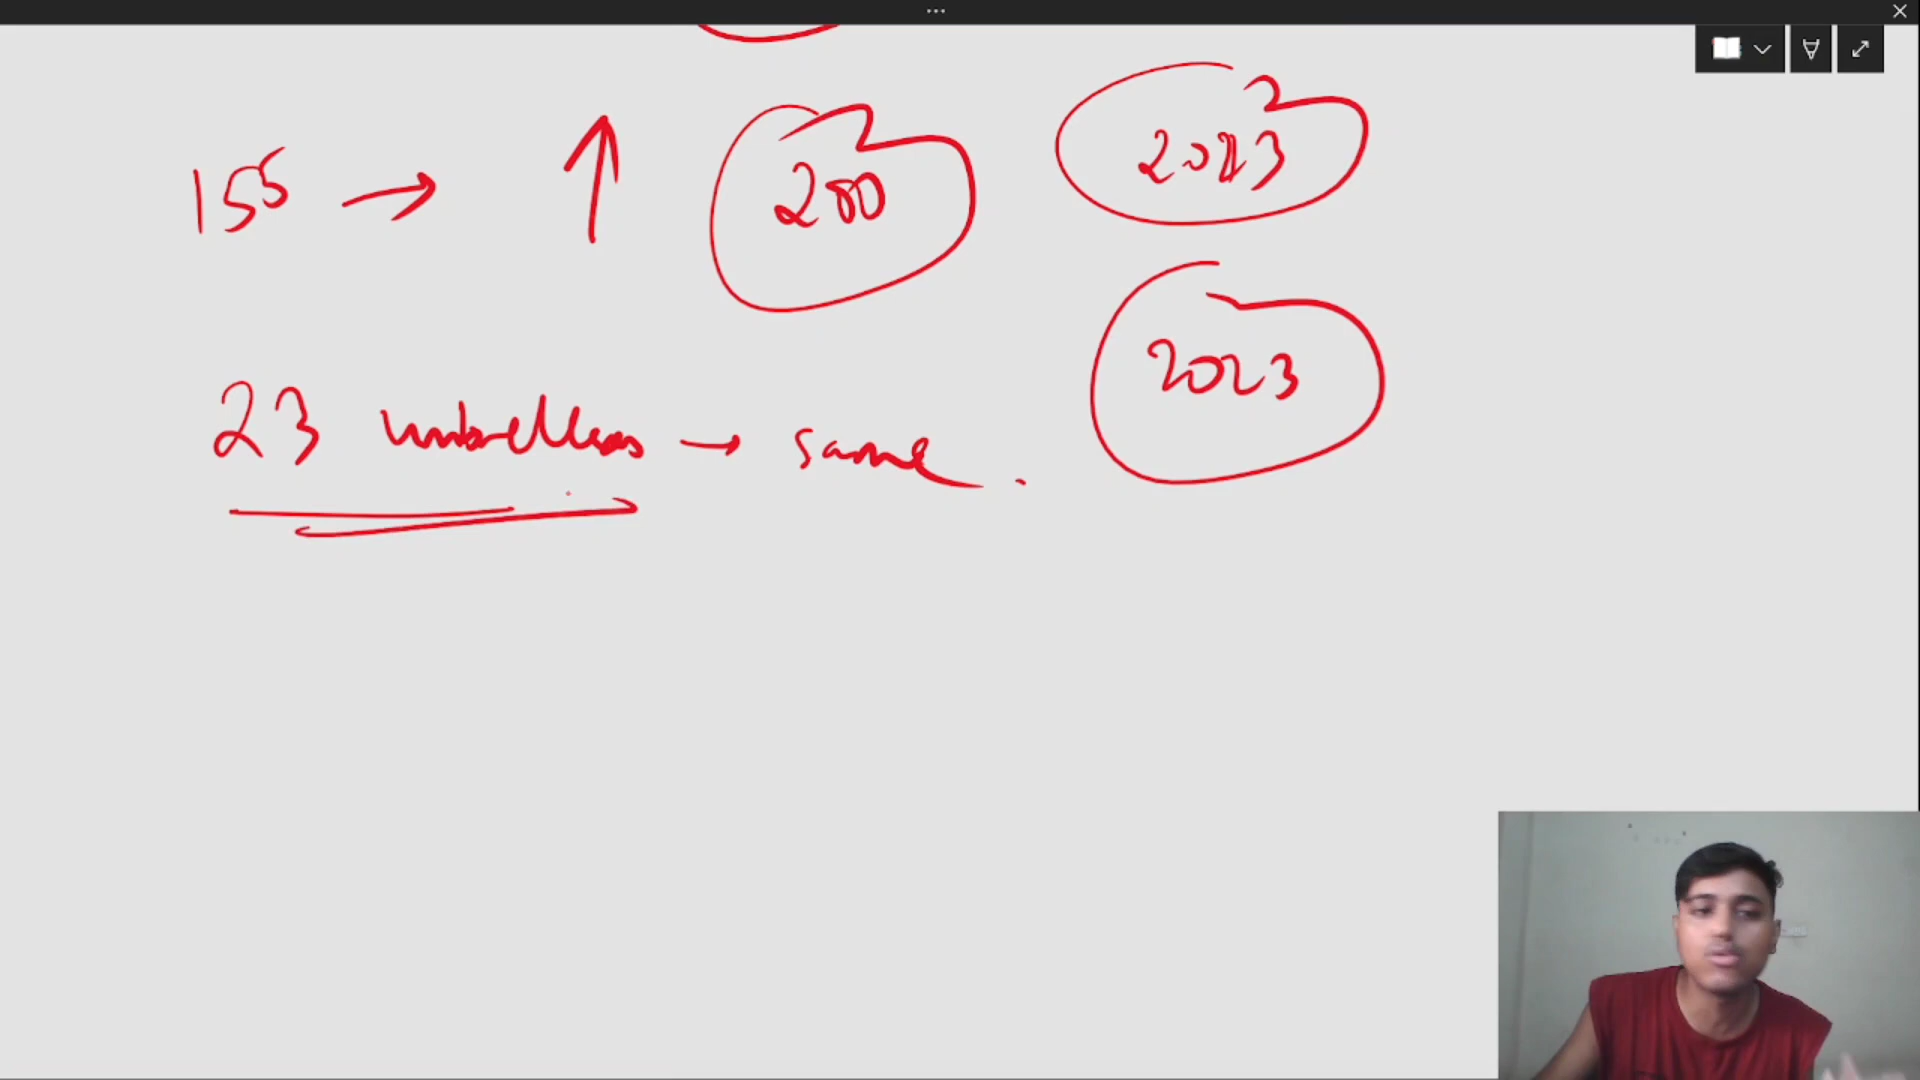 155 → ↑ 200 2023
2023
23 umbrellas → same.